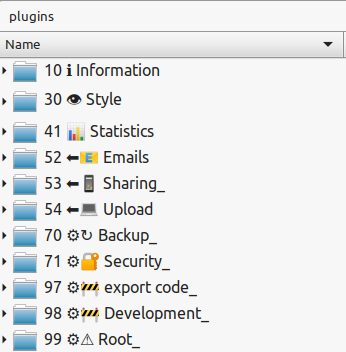 plugins
Name
10 ℹ Information
30 👁 Style
41 📊 Statistics
52 ⬅📧 Emails
53 ⬅📱 Sharing_
54 ⬅💻 Upload
70 ⚙↻ Backup_
71 ⚙🔐 Security_
97 ⚙🚧 export code_
98 ⚙🚧 Development_
99 ⚙⚠ Root_